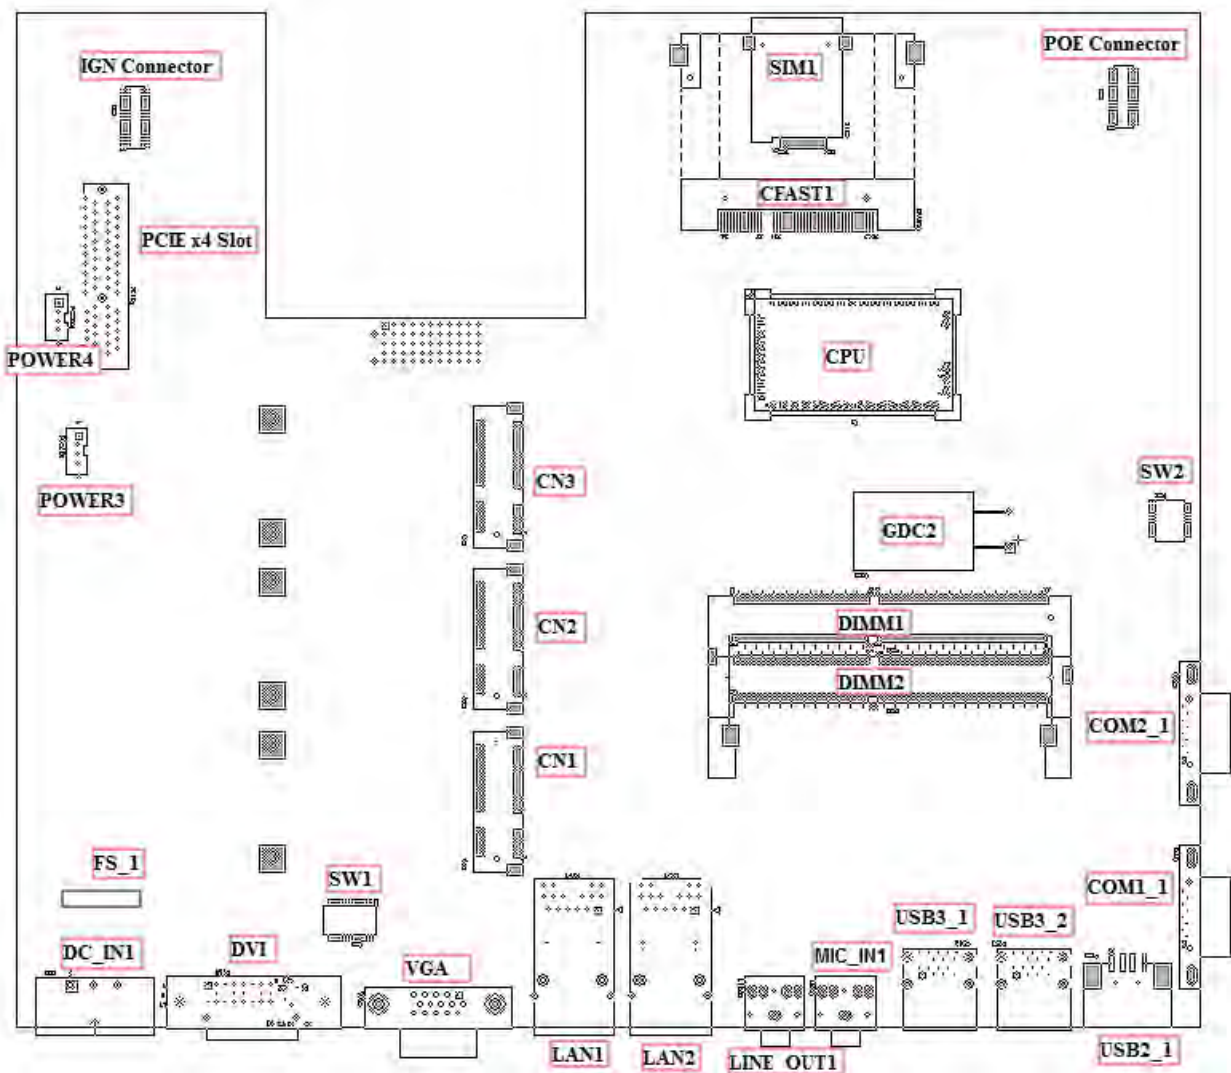 IGN Connector
SIM1
POE Connector
CFAST1
PCIE x4 Slot
POWER4
CPU
CN3
SW2
POWER3
GDC2
DIMM1
CN2
DIMM2
COM2_1
CN1
FS_1
SW1
COM1_1
USB3_1
USB3_2
DC_IN1
DVI
VGA
MIC_IN1
LAN1
LAN2
LINE_OUT1
USB2_1